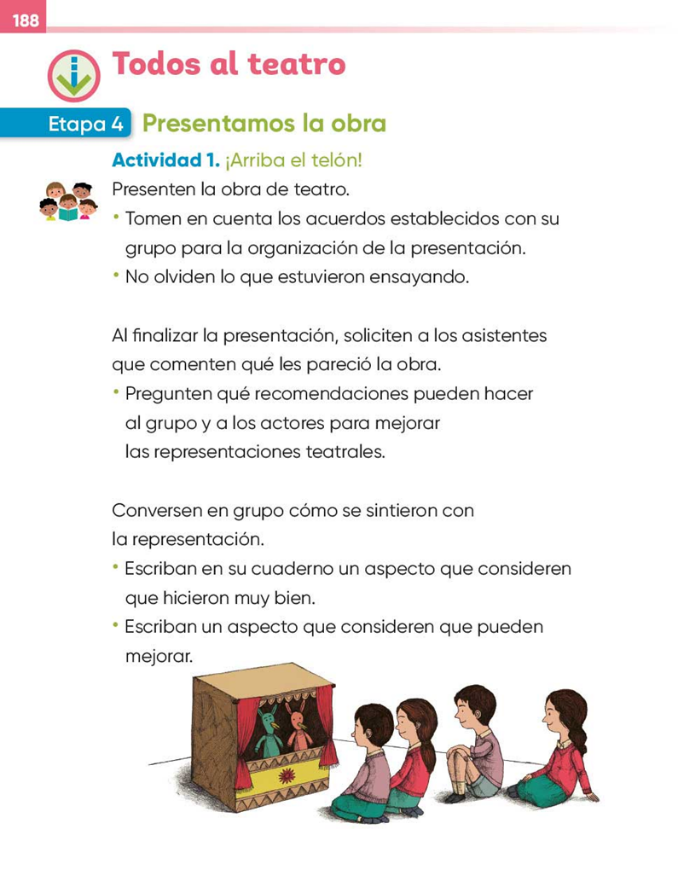 188
Todos al teatro
Etapa 4 Presentamos la obra
Actividad 1. ¡Arriba el telón!
Presenten la obra de teatro.
• Tomen en cuenta los acuerdos establecidos con su
grupo para la organización de la presentación.
• No olviden lo que estuvieron ensayando.
Al finalizar la presentación, soliciten a los asistentes
que comenten qué les pareció la obra.
• Pregunten qué recomendaciones pueden hacer
al grupo y a los actores para mejorar
las representaciones teatrales.
Conversen en grupo cómo se sintieron con
la representación.
• Escriban en su cuaderno un aspecto que consideren
que hicieron muy bien.
• Escriban un aspecto que consideren que pueden
mejorar.